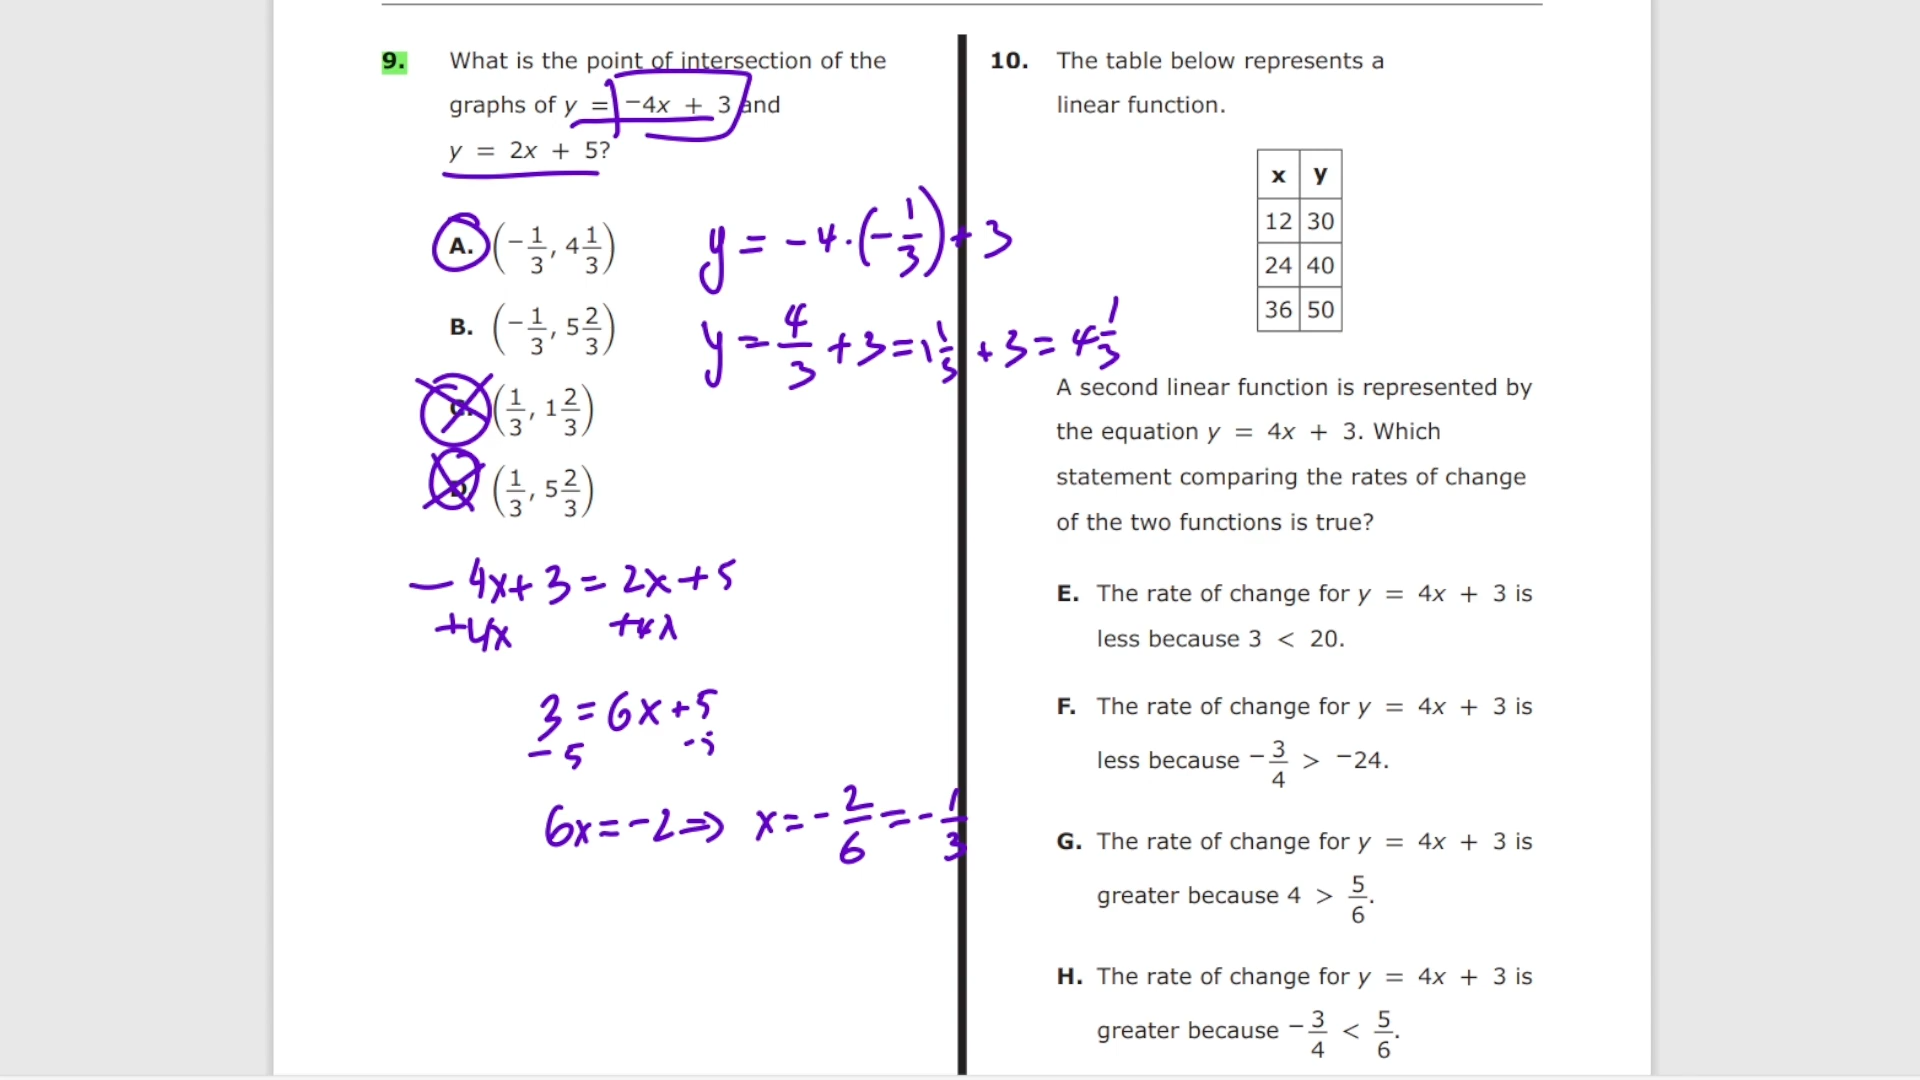 9. What is the point of intersection of the
graphs of y = −4x + 3 and
y = 2x + 5?
A. (−1/3, 4 1/3)
B. (−1/3, 5 2/3)
C. (1/3, 1 2/3)
D. (1/3, 5 2/3)
y = −4·(−1/3)+3
y = 4/3 +3 = 1 1/3 +3 = 4 1/3
−4x+3 = 2x+5
+4x +4x
3 = 6x+5
−5 −5
6x=−2 ⇒ x=−2/6=−1/3
10. The table below represents a
linear function.
x y
12 30
24 40
36 50
A second linear function is represented by
the equation y = 4x + 3. Which
statement comparing the rates of change
of the two functions is true?
E. The rate of change for y = 4x + 3 is
less because 3 < 20.
F. The rate of change for y = 4x + 3 is
less because −3/4 > −24.
G. The rate of change for y = 4x + 3 is
greater because 4 > 5/6.
H. The rate of change for y = 4x + 3 is
greater because −3/4 < 5/6.